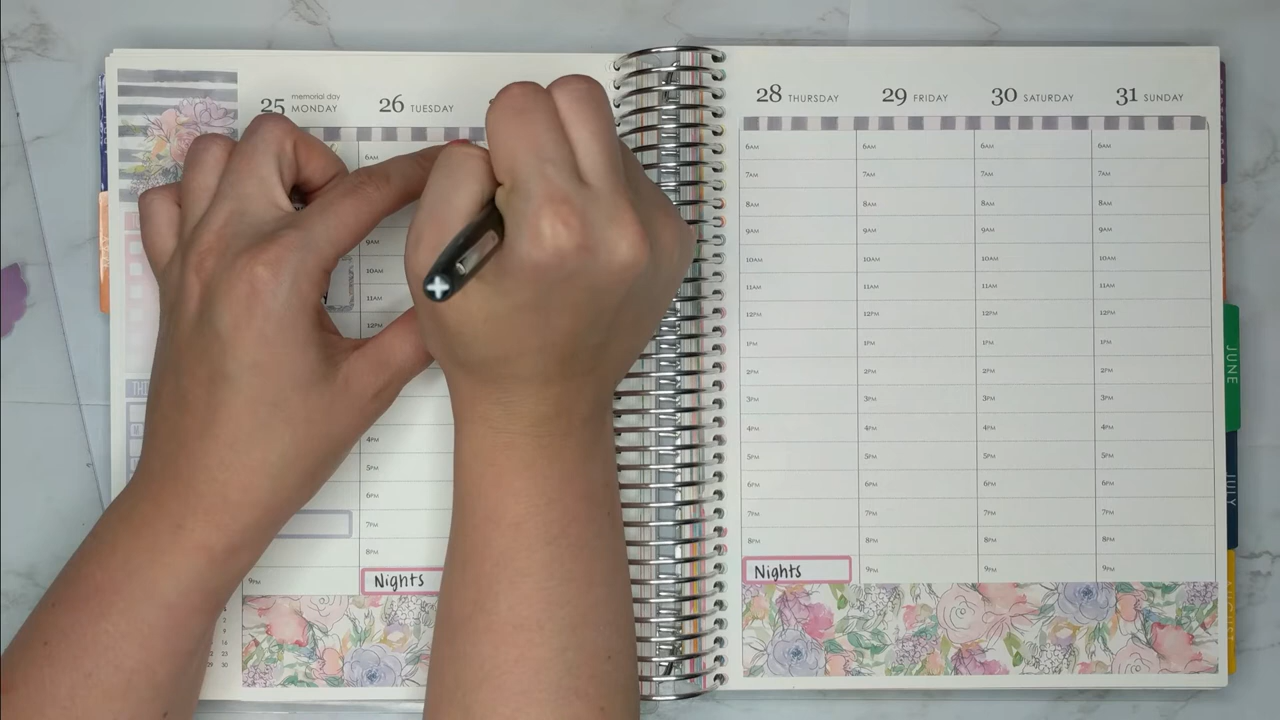 memorial day
25 MONDAY
26 TUESDAY
28 THURSDAY
29 FRIDAY
30 SATURDAY
31 SUNDAY
6AM
9AM
10AM
11AM
12PM
4PM
5PM
6PM
7PM
8PM
9PM
Nights
6AM 6AM 6AM 6AM
7AM 7AM 7AM 7AM
8AM 8AM 8AM 8AM
9AM 9AM 9AM 9AM
10AM 10AM 10AM 10AM
11AM 11AM 11AM 11AM
12PM 12PM 12PM 12PM
1PM 1PM 1PM 1PM
2PM 2PM 2PM 2PM
3PM 3PM 3PM 3PM
4PM 4PM 4PM 4PM
5PM 5PM 5PM 5PM
6PM 6PM 6PM 6PM
7PM 7PM 7PM 7PM
8PM 8PM 8PM 8PM
Nights 9PM 9PM 9PM
JUNE
JULY
AUGUST